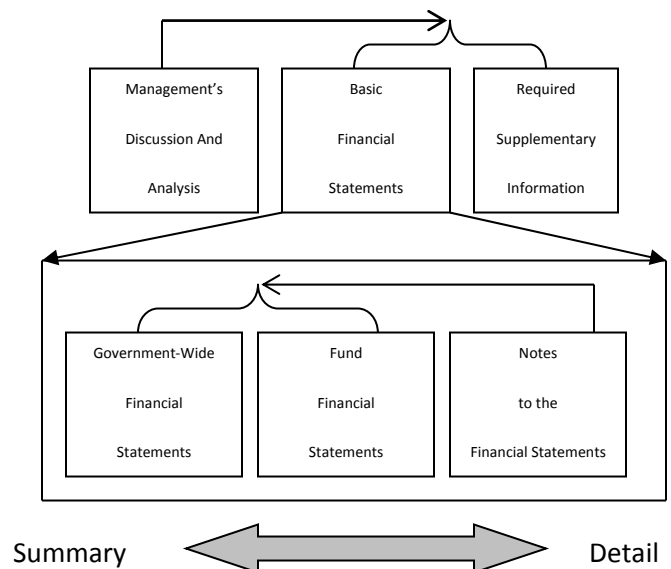 Management’s
Discussion And
Analysis
Basic
Financial
Statements
Required
Supplementary
Information
Government-Wide
Financial
Statements
Fund
Financial
Statements
Notes
to the
Financial Statements
Summary
Detail